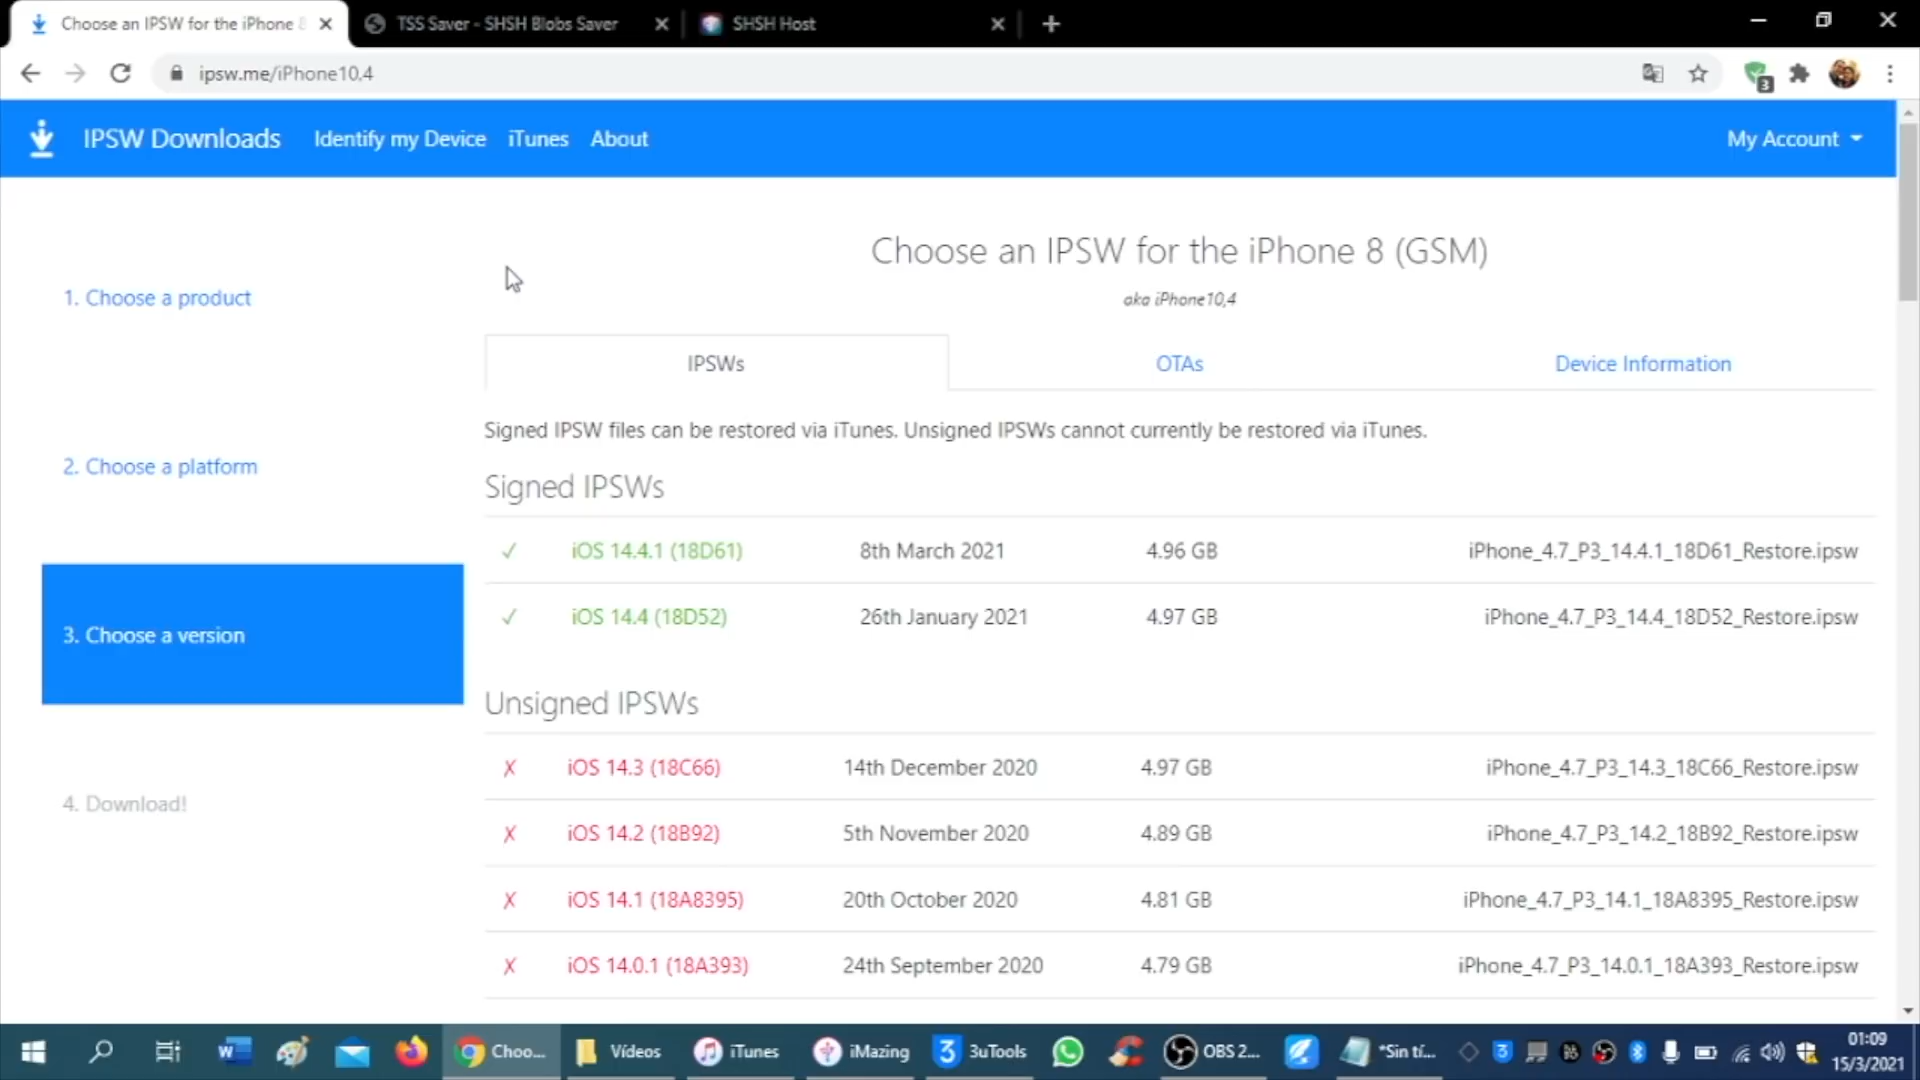 Choose an IPSW for the iPhone 8
TSS Saver - SHSH Blobs Saver
SHSH Host
ipsw.me/iPhone10.4
3
IPSW Downloads
Identify my Device
iTunes
About
My Account
1. Choose a product
2. Choose a platform
3. Choose a version
4. Download!
Choose an IPSW for the iPhone 8 (GSM)
aka iPhone10,4
IPSWs
OTAs
Device Information
Signed IPSW files can be restored via iTunes. Unsigned IPSWs cannot currently be restored via iTunes.
Signed IPSWs
✓ iOS 14.4.1 (18D61) 8th March 2021 4.96 GB iPhone_4.7_P3_14.4.1_18D61_Restore.ipsw
✓ iOS 14.4 (18D52) 26th January 2021 4.97 GB iPhone_4.7_P3_14.4_18D52_Restore.ipsw
Unsigned IPSWs
✗ iOS 14.3 (18C66) 14th December 2020 4.97 GB iPhone_4.7_P3_14.3_18C66_Restore.ipsw
✗ iOS 14.2 (18B92) 5th November 2020 4.89 GB iPhone_4.7_P3_14.2_18B92_Restore.ipsw
✗ iOS 14.1 (18A8395) 20th October 2020 4.81 GB iPhone_4.7_P3_14.1_18A8395_Restore.ipsw
✗ iOS 14.0.1 (18A393) 24th September 2020 4.79 GB iPhone_4.7_P3_14.0.1_18A393_Restore.ipsw
Choo...
Vídeos
iTunes
iMazing
3uTools
OBS 2...
*Sin tí...
01:09
15/3/2021